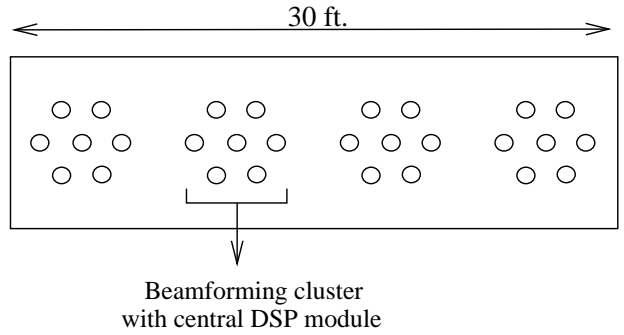 30 ft.
Beamforming cluster
with central DSP module